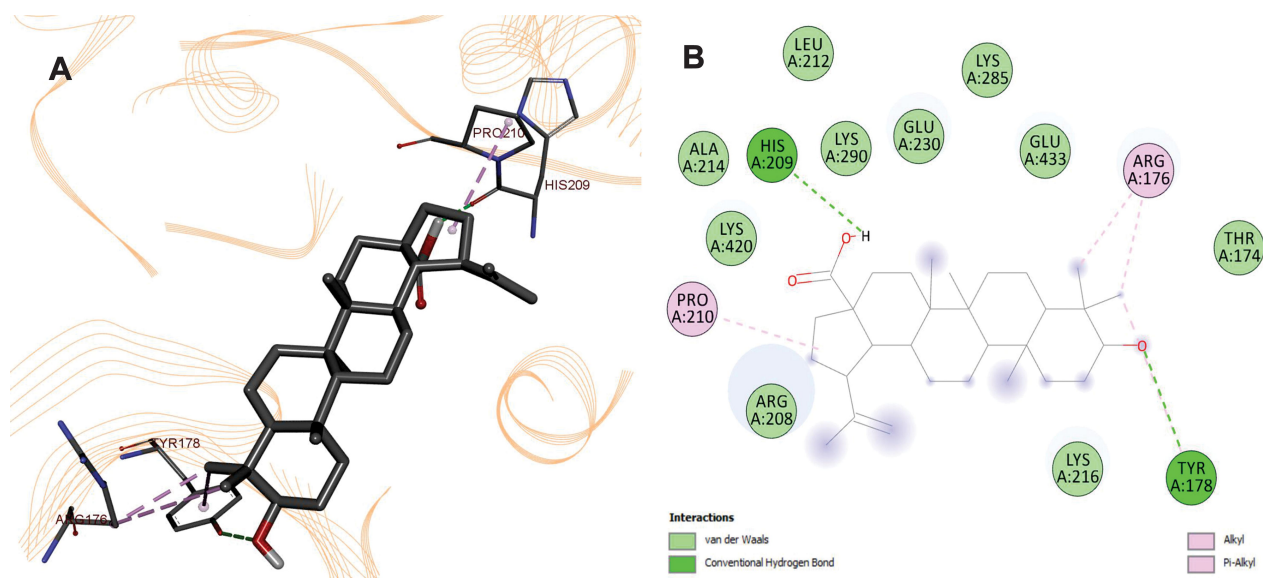 A
PRO210
HIS209
TYR178
ARG176
B
LEU
A:212
LYS
A:285
ALA
A:214
HIS
A:209
LYS
A:290
GLU
A:230
GLU
A:433
ARG
A:176
LYS
A:420
THR
A:174
O
H
O
PRO
A:210
O
ARG
A:208
LYS
A:216
TYR
A:178
Interactions
van der Waals
Conventional Hydrogen Bond
Alkyl
Pi-Alkyl